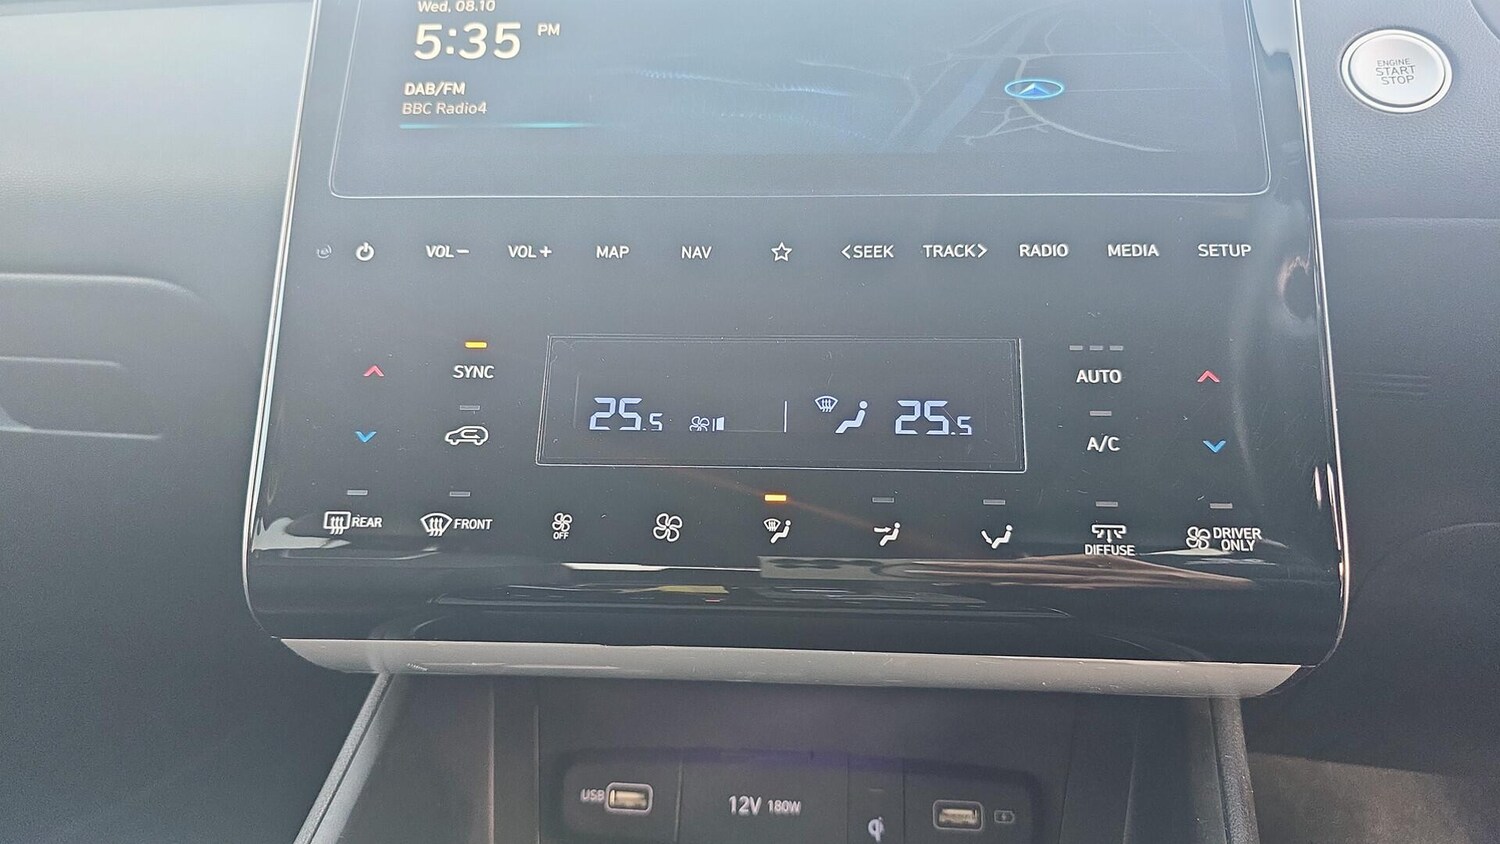 Wed, 08.10
5:35 PM
DAB/FM
BBC Radio4
ENGINE
START
STOP
VOL− VOL+ MAP NAV <SEEK TRACK> RADIO MEDIA SETUP
SYNC
AUTO
25.5 25.5
A/C
REAR FRONT
OFF
DIFFUSE
DRIVER
ONLY
USB 12V 180W